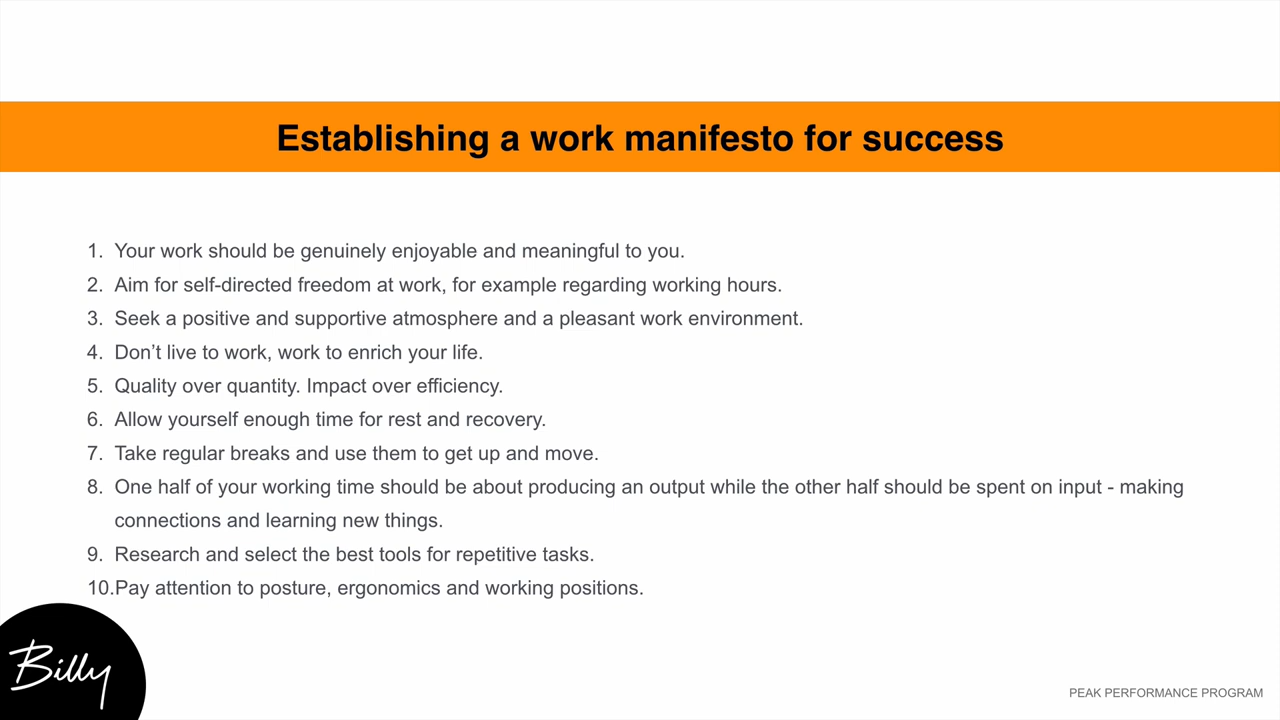 Establishing a work manifesto for success
1. Your work should be genuinely enjoyable and meaningful to you.
2. Aim for self-directed freedom at work, for example regarding working hours.
3. Seek a positive and supportive atmosphere and a pleasant work environment.
4. Don’t live to work, work to enrich your life.
5. Quality over quantity. Impact over efficiency.
6. Allow yourself enough time for rest and recovery.
7. Take regular breaks and use them to get up and move.
8. One half of your working time should be about producing an output while the other half should be spent on input - making
connections and learning new things.
9. Research and select the best tools for repetitive tasks.
10.Pay attention to posture, ergonomics and working positions.
Billy
PEAK PERFORMANCE PROGRAM